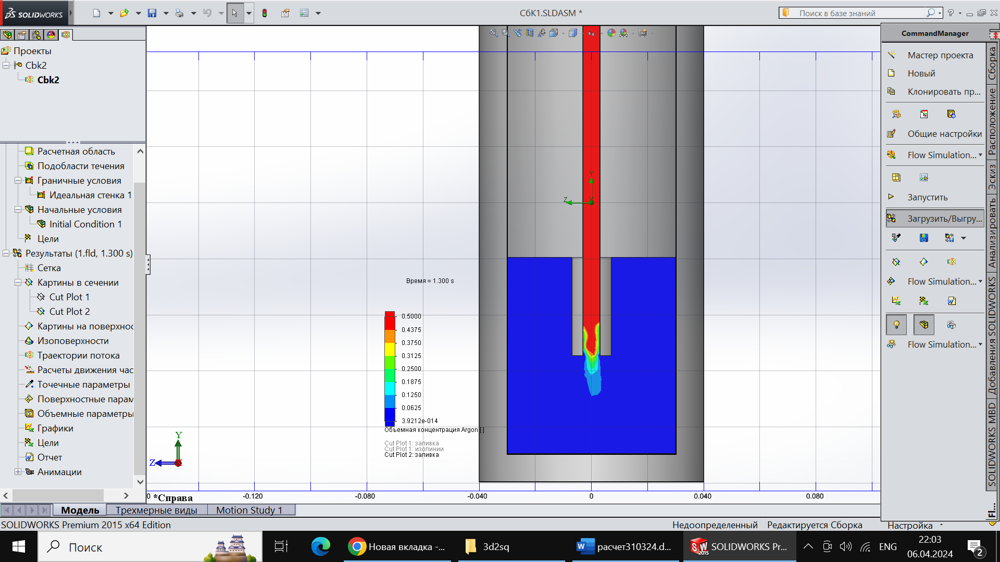 SOLIDWORKS
СбК1.SLDASM *
Поиск в базе знаний
?
CommandManager
Проекты
Cbk2
Cbk2
Расчетная область
Подобласти течения
Граничные условия
Идеальная стенка 1
Начальные условия
Initial Condition 1
Цели
Результаты (1.fld, 1.300 s)
Сетка
Картины в сечении
Cut Plot 1
Cut Plot 2
Картины на поверхнос
Изоповерхности
Траектории потока
Расчеты движения час
Точечные параметры
Поверхностные парам
Объемные параметры
Графики
Цели
Отчет
Анимации
Y
Z
X
Время = 1.300 s
0.5000
0.4375
0.3750
0.3125
0.2500
0.1875
0.1250
0.0625
3.9212e-014
Объемная концентрация Argon [ ]
Cut Plot 1: заливка
Cut Plot 1: изолинии
Cut Plot 2: заливка
Y
Z
*Справа
0
-0.120
-0.080
-0.040
0
0.040
0.080
Мастер проекта
Новый
Клонировать пр...
Общие настройки
Flow Simulation...
Запустить
Загрузить/Выгру...
Flow Simulation...
Flow Simulation...
Сборка
Расположение
Эскиз
Анализировать
Добавления SOLIDWORKS
SOLIDWORKS MBD
Fl...
Модель
Трехмерные виды
Motion Study 1
SOLIDWORKS Premium 2015 x64 Edition
Недоопределенный
Редактируется Сборка
Настройка
Поиск
Новая вкладка -...
3d2sq
расчет310324.d...
SOLIDWORKS Pr...
ENG
22:03
06.04.2024
2